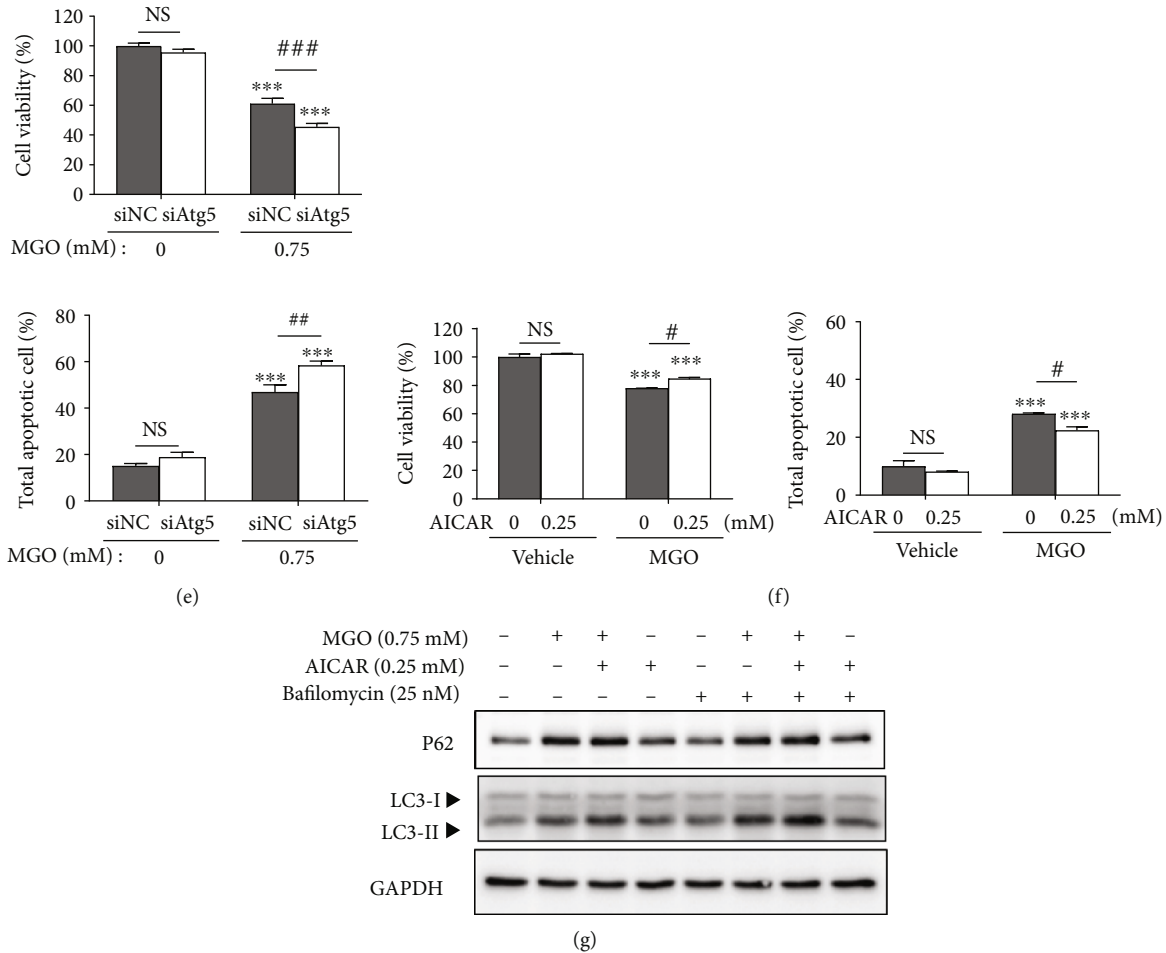 120
100
80
60
40
20
0
Cell viability (%)
NS
###
***
***
siNC siAtg5 siNC siAtg5
MGO (mM) : 0 0.75
80
60
40
20
0
Total apoptotic cell (%)
NS
##
***
***
siNC siAtg5 siNC siAtg5
MGO (mM) : 0 0.75
(e)
120
100
80
60
40
20
0
Cell viability (%)
NS
#
***
***
AICAR 0 0.25 0 0.25 (mM)
Vehicle MGO
60
40
20
0
Total apoptotic cell (%)
NS
#
***
***
AICAR 0 0.25 0 0.25 (mM)
Vehicle MGO
(f)
MGO (0.75 mM) – + + – – + + –
AICAR (0.25 mM) – – + + – – + +
Bafilomycin (25 nM) – – – – + + + +
P62
LC3-I
LC3-II
GAPDH
(g)